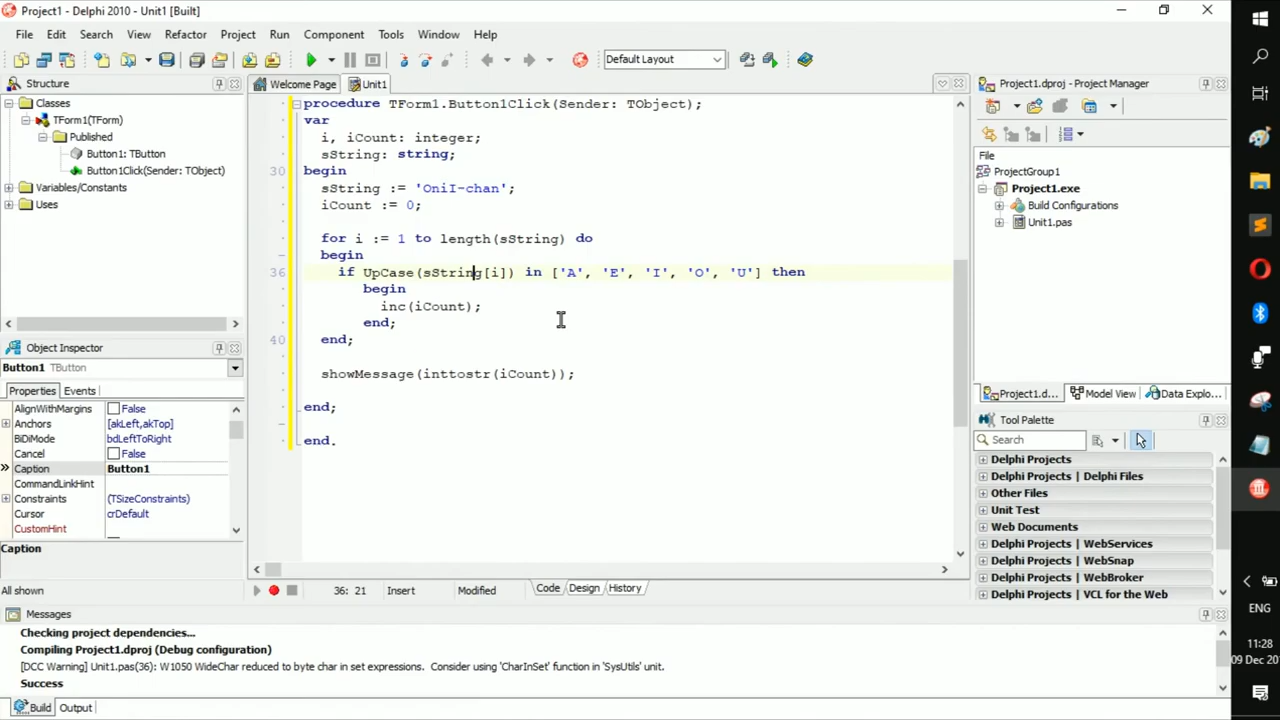 Project1 - Delphi 2010 - Unit1 [Built]
File Edit Search View Refactor Project Run Component Tools Window Help
Default Layout
Structure
Classes
TForm1(TForm)
Published
Button1: TButton
Button1Click(Sender: TObject)
Variables/Constants
Uses
Object Inspector
Button1 TButton
Properties Events
AlignWithMargins False
Anchors [akLeft,akTop]
BiDiMode bdLeftToRight
Cancel False
Caption Button1
CommandLinkHint
Constraints (TSizeConstraints)
Cursor crDefault
CustomHint
Caption
All shown
Welcome Page Unit1
procedure TForm1.Button1Click(Sender: TObject);
var
i, iCount: integer;
sString: string;
30 begin
sString := 'OniI-chan';
iCount := 0;
for i := 1 to length(sString) do
begin
36 if UpCase(sString[i]) in ['A', 'E', 'I', 'O', 'U'] then
begin
inc(iCount);
end;
40 end;
showMessage(inttostr(iCount));
end;
end.
36: 21 Insert Modified Code Design History
Project1.dproj - Project Manager
File
ProjectGroup1
Project1.exe
Build Configurations
Unit1.pas
Project1.d... Model View Data Explo...
Tool Palette
Search
Delphi Projects
Delphi Projects | Delphi Files
Other Files
Unit Test
Web Documents
Delphi Projects | WebServices
Delphi Projects | WebSnap
Delphi Projects | WebBroker
Delphi Projects | VCL for the Web
Messages
Checking project dependencies...
Compiling Project1.dproj (Debug configuration)
[DCC Warning] Unit1.pas(36): W1050 WideChar reduced to byte char in set expressions. Consider using 'CharInSet' function in 'SysUtils' unit.
Success
Build Output
ENG
11:28
09 Dec 20